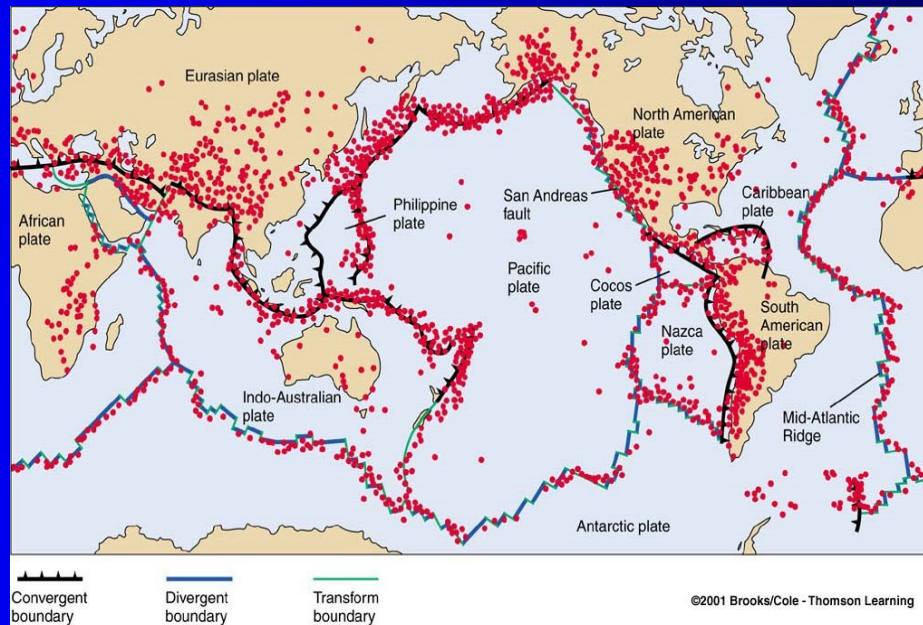 Eurasian plate
North American
plate
San Andreas
fault
Caribbean
plate
African
plate
Philippine
plate
Pacific
plate
Cocos
plate
South
American
plate
Nazca
plate
Indo-Australian
plate
Mid-Atlantic
Ridge
Antarctic plate
Convergent
boundary
Divergent
boundary
Transform
boundary
©2001 Brooks/Cole - Thomson Learning